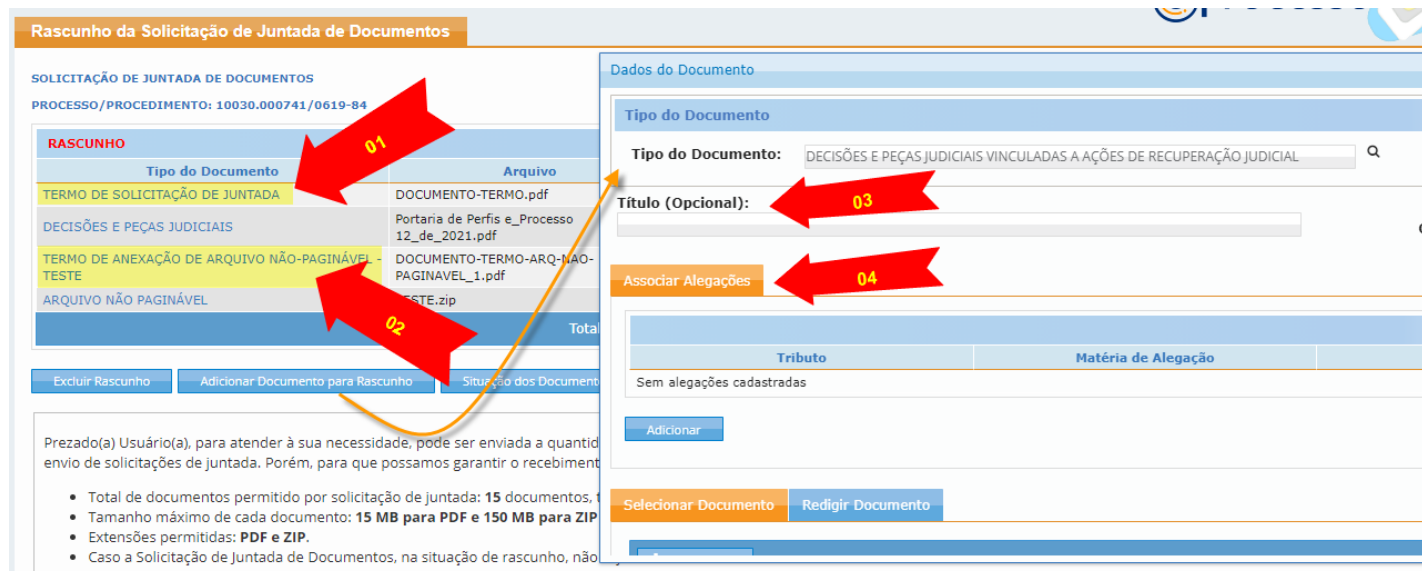 Rascunho da Solicitação de Juntada de Documentos
SOLICITAÇÃO DE JUNTADA DE DOCUMENTOS
PROCESSO/PROCEDIMENTO: 10030.000741/0619-84
RASCUNHO
01
Tipo do Documento
Arquivo
TERMO DE SOLICITAÇÃO DE JUNTADA
DOCUMENTO-TERMO.pdf
DECISÕES E PEÇAS JUDICIAIS
Portaria de Perfis e_Processo
12_de_2021.pdf
TERMO DE ANEXAÇÃO DE ARQUIVO NÃO-PAGINÁVEL -
TESTE
DOCUMENTO-TERMO-ARQ-NAO-
PAGINAVEL_1.pdf
ARQUIVO NÃO PAGINÁVEL
02
Excluir Rascunho
Adicionar Documento para Rascunho
Situação dos
Prezado(a) Usuário(a), para atender à sua necessidade, pode ser enviada a
envio de solicitações de juntada. Porém, para que possamos garantir o
Total de documentos permitido por solicitação de juntada: 15 documentos,
Tamanho máximo de cada documento: 15 MB para PDF e 150 MB para ZIP
Extensões permitidas: PDF e ZIP.
Caso a Solicitação de Juntada de Documentos, na situação de rascunho, não
Dados do Documento
Tipo do Documento
Tipo do Documento:
DECISÕES E PEÇAS JUDICIAIS VINCULADAS A AÇÕES DE RECUPERAÇÃO JUDICIAL
Título (Opcional):
03
Associar Alegações
04
Tributo
Matéria de Alegação
Sem alegações cadastradas
Adicionar
Selecionar Documento
Redigir Documento